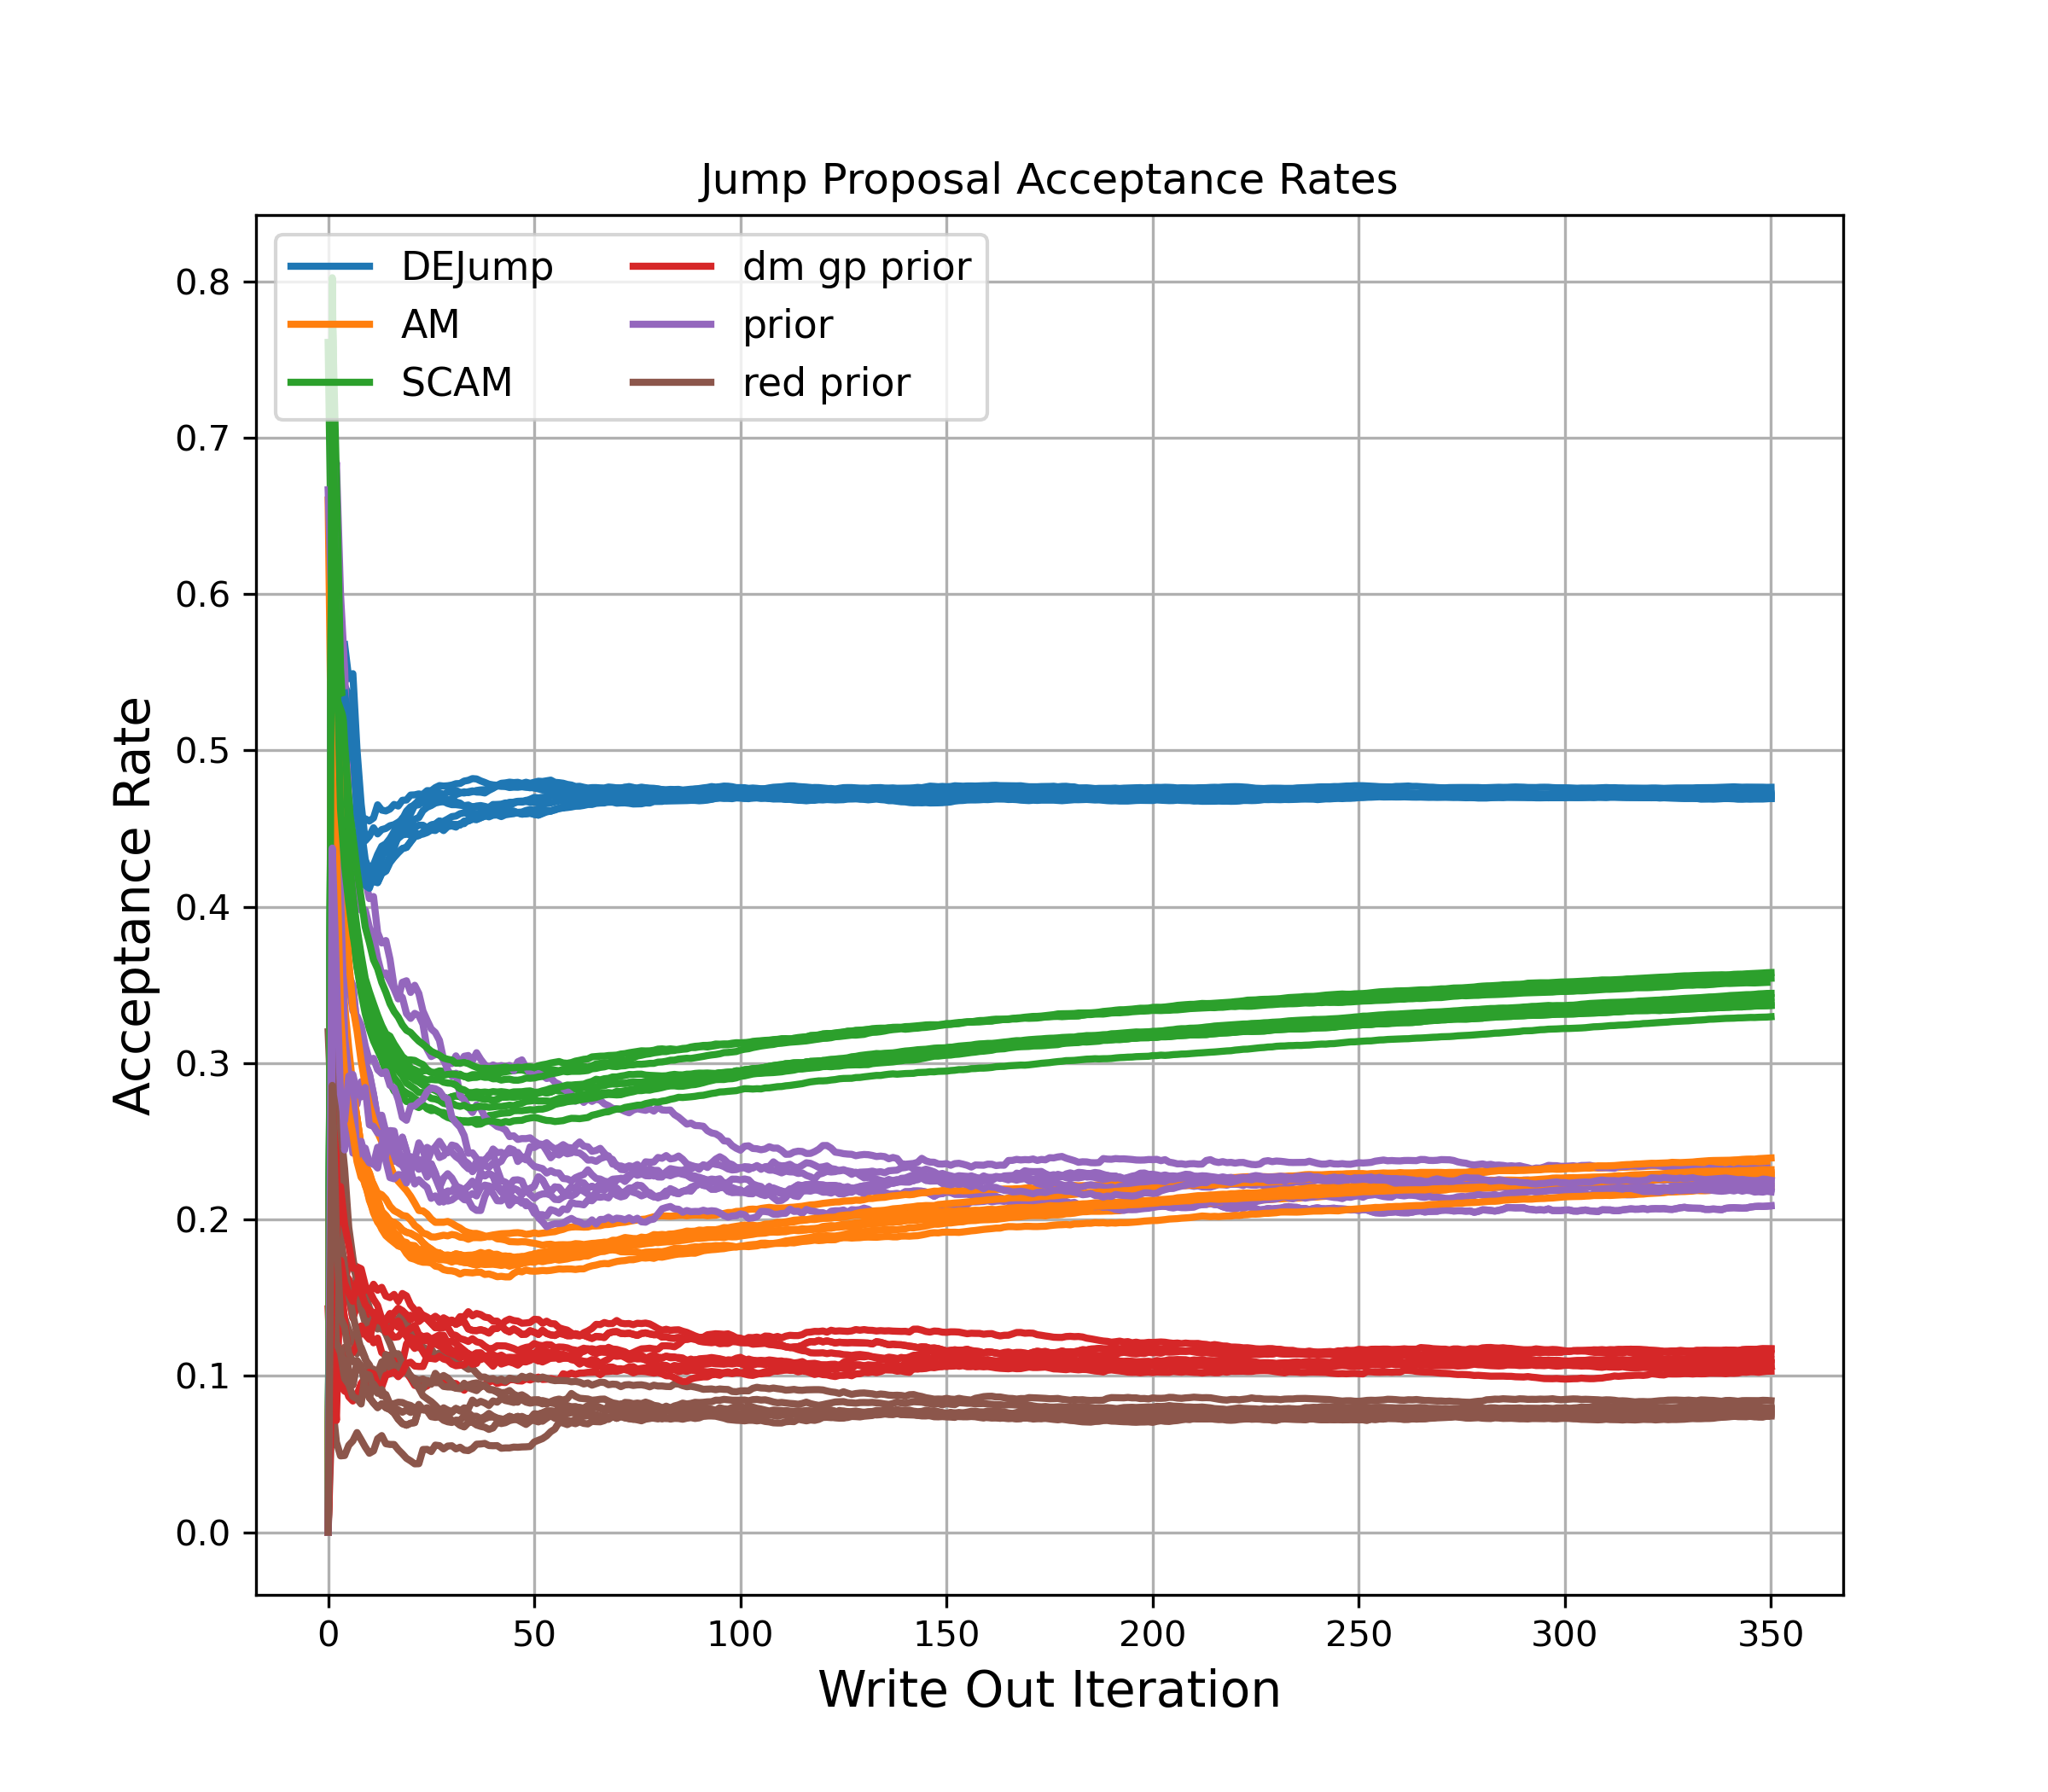 Jump Proposal Acceptance Rates
DEJump
AM
SCAM
dm gp prior
prior
red prior
0.8
0.7
0.6
0.5
0.4
0.3
0.2
0.1
0.0
Acceptance Rate
0 50 100 150 200 250 300 350
Write Out Iteration